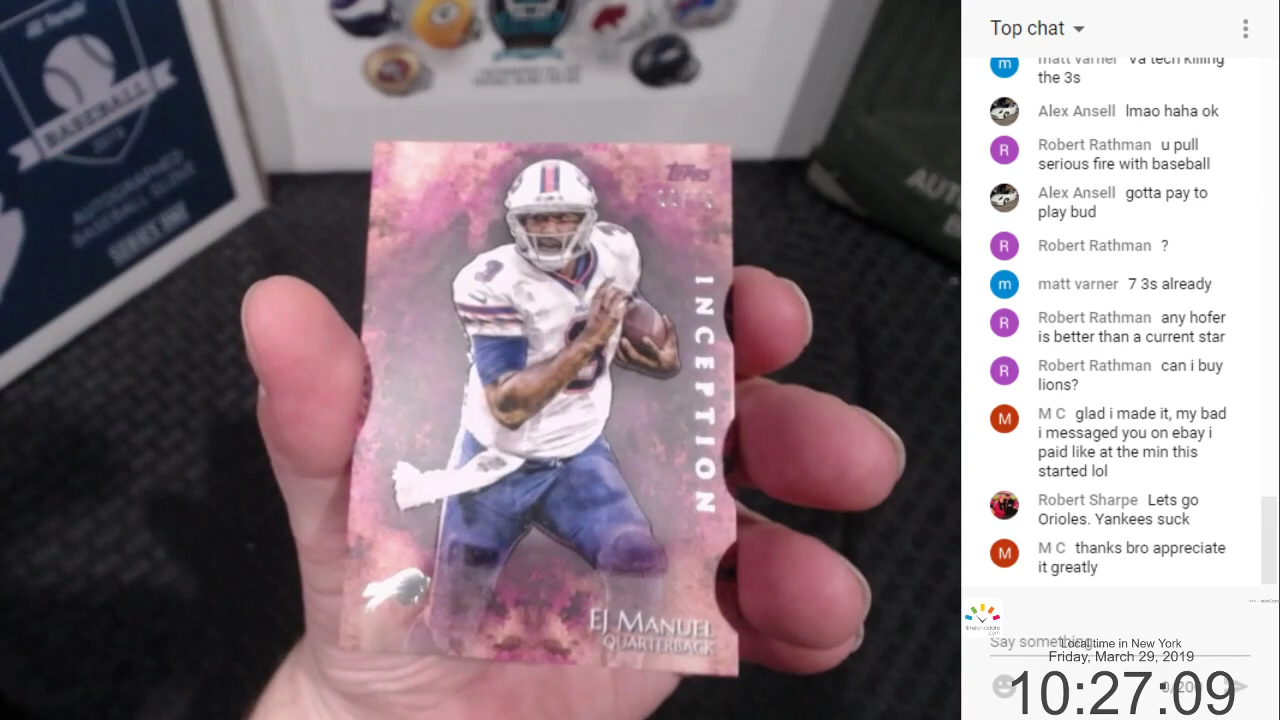 BASEBALL
AUTOGRAPHED
BASEBALL
TOPPS
3
INCEPTION
EJ MANUEL
QUARTERBACK
Top chat
matt varner va tech killing
the 3s
Alex Ansell lmao haha ok
R
Robert Rathman u pull
serious fire with baseball
Alex Ansell gotta pay to
play bud
R
Robert Rathman ?
m
matt varner 7 3s already
R
Robert Rathman any hofer
is better than a current star
R
Robert Rathman can i buy
lions?
M
M C glad i made it, my bad
i messaged you on ebay i
paid like at the min this
started lol
Robert Sharpe Lets go
Orioles. Yankees suck
M
M C thanks bro appreciate
it greatly
Say something...
Local time in New York
Friday, March 29, 2019
0/200
10:27:09